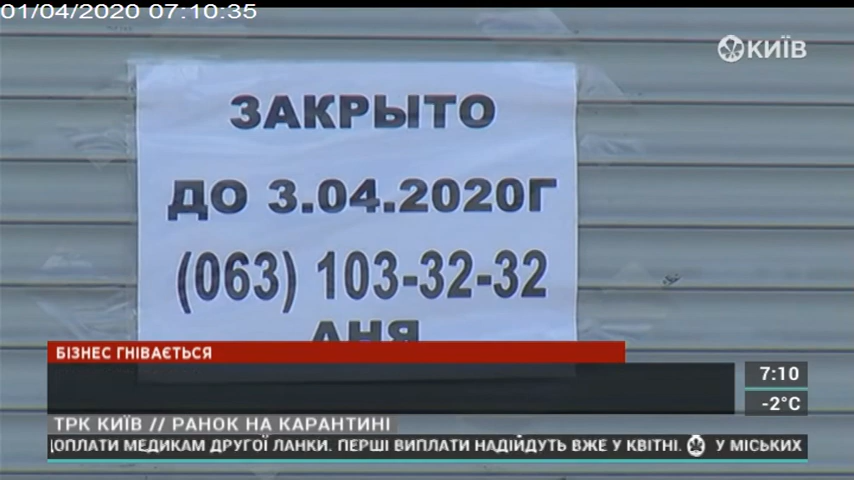 01/04/2020 07:10:35
КИЇВ
ЗАКРЫТО
ДО 3.04.2020Г
(063) 103-32-32
АНЯ
БІЗНЕС ГНІВАЄТЬСЯ
7:10
-2°C
ТРК КИЇВ // РАНОК НА КАРАНТИНІ
ДОПЛАТИ МЕДИКАМ ДРУГОЇ ЛАНКИ. ПЕРШІ ВИПЛАТИ НАДІЙДУТЬ ВЖЕ У КВІТНІ. У МІСЬКИХ